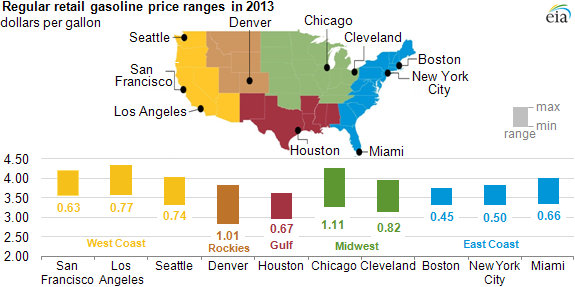 Regular retail gasoline price ranges in 2013
dollars per gallon
eia
Denver
Chicago
Seattle
Cleveland
Boston
San
Francisco
New York
City
Los Angeles
max
min
range
Houston
Miami
4.50
4.00
3.50
3.00
2.50
2.00
0.63
0.77
0.74
1.01
0.67
1.11
0.82
0.45
0.50
0.66
West Coast
Rockies
Gulf
Midwest
East Coast
San
Francisco
Los
Angeles
Seattle
Denver
Houston
Chicago
Cleveland
Boston
New York
City
Miami